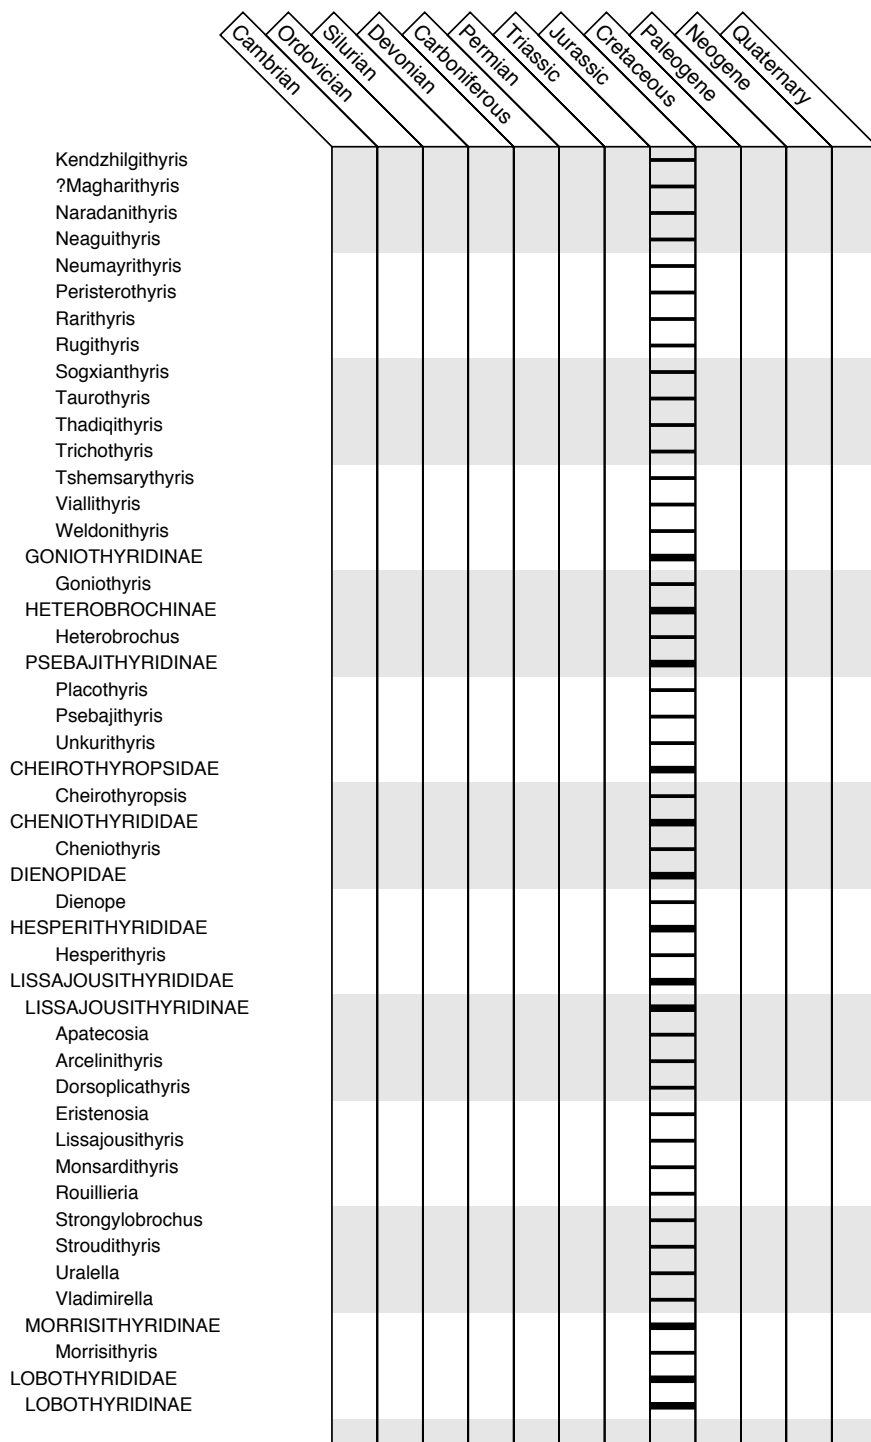 Cambrian
Ordovician
Silurian
Devonian
Carboniferous
Permian
Triassic
Jurassic
Cretaceous
Paleogene
Neogene
Quaternary
Kendzhilgithyris
?Magharithyris
Naradanithyris
Neaguithyris
Neumayrithyris
Peristerothyris
Rarithyris
Rugithyris
Sogxianthyris
Taurothyris
Thadiqithyris
Trichothyris
Tshemsarythyris
Viallithyris
Weldonithyris
GONIOTHYRIDINAE
Goniothyris
HETEROBROCHINAE
Heterobrochus
PSEBAJITHYRIDINAE
Placothyris
Psebajithyris
Unkurithyris
CHEIROTHYROPSIDAE
Cheirothyropsis
CHENIOTHYRIDIDAE
Cheniothyris
DIENOPIDAE
Dienope
HESPERITHYRIDIDAE
Hesperithyris
LISSAJOUSITHYRIDIDAE
LISSAJOUSITHYRIDINAE
Apatecosia
Arcelinithyris
Dorsoplicathyris
Eristenosia
Lissajousithyris
Monsardithyris
Rouillieria
Strongylobrochus
Stroudithyris
Uralella
Vladimirella
MORRISITHYRIDINAE
Morrisithyris
LOBOTHYRIDIDAE
LOBOTHYRIDINAE